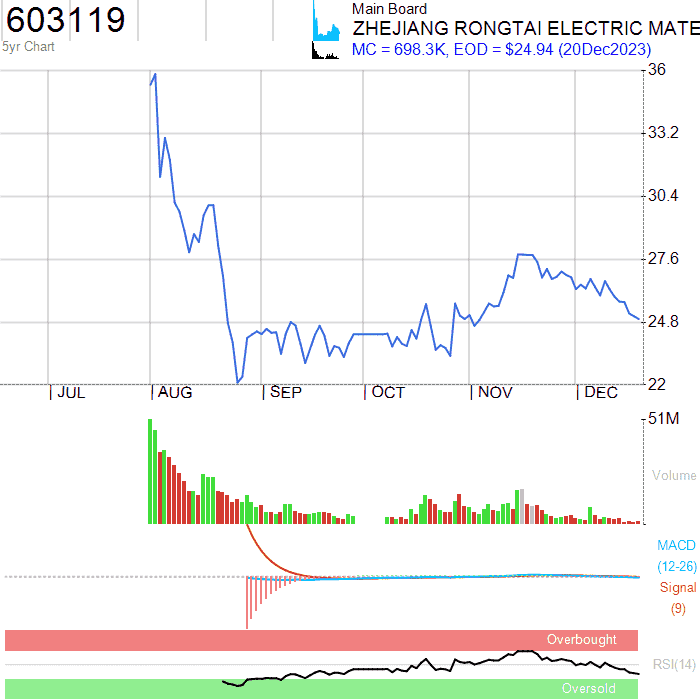 603119
5yr Chart
Main Board
ZHEJIANG RONGTAI ELECTRIC MATE
MC = 698.3K, EOD = $24.94 (20Dec2023)
36
33.2
30.4
27.6
24.8
22
JUL AUG SEP OCT NOV DEC
51M
Volume
MACD
(12-26)
Signal
(9)
Overbought
RSI(14)
Oversold